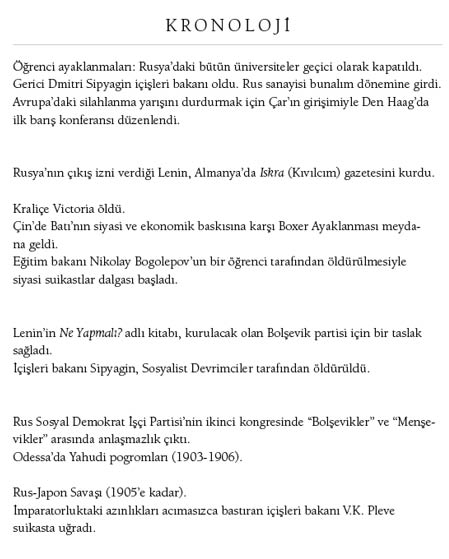 KRONOLOJİ
Öğrenci ayaklanmaları: Rusya’daki bütün üniversiteler geçici olarak kapatıldı.
Gerici Dmitri Sipyagin içişleri bakanı oldu. Rus sanayisi bunalım dönemine girdi.
Avrupa’daki silahlanma yarışını durdurmak için Çar’ın girişimiyle Den Haag’da
ilk barış konferansı düzenlendi.
Rusya’nın çıkış izni verdiği Lenin, Almanya’da Iskra (Kıvılcım) gazetesini kurdu.
Kraliçe Victoria öldü.
Çin’de Batı’nın siyasi ve ekonomik baskısına karşı Boxer Ayaklanması meyda-
na geldi.
Eğitim bakanı Nikolay Bogolepov’un bir öğrenci tarafından öldürülmesiyle
siyasi suikastlar dalgası başladı.
Lenin’in Ne Yapmalı? adlı kitabı, kurulacak olan Bolşevik partisi için bir taslak
sağladı.
İçişleri bakanı Sipyagin, Sosyalist Devrimciler tarafından öldürüldü.
Rus Sosyal Demokrat İşçi Partisi’nin ikinci kongresinde “Bolşevikler” ve “Menşe-
vikler” arasında anlaşmazlık çıktı.
Odessa’da Yahudi pogromları (1903-1906).
Rus-Japon Savaşı (1905’e kadar).
İmparatorluktaki azınlıkları acımasızca bastıran içişleri bakanı V.K. Pleve
suikasta uğradı.